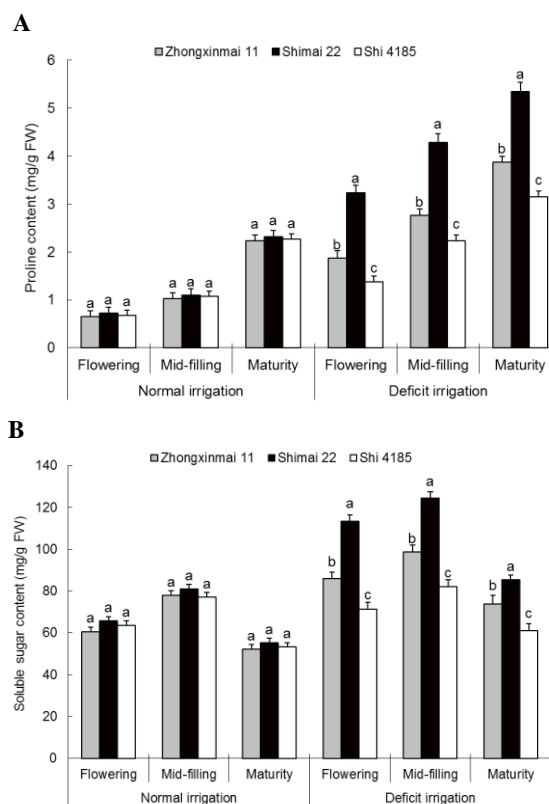 A
Zhongxinmai 11 Shimai 22 Shi 4185
Proline content (mg/g FW)
6
5
4
3
2
1
0
a a a a a a a a a b a c b a c b a c
Flowering Mid-filling Maturity Flowering Mid-filling Maturity
Normal irrigation Deficit irrigation
B
Zhongxinmai 11 Shimai 22 Shi 4185
Soluble sugar content (mg/g FW)
140
120
100
80
60
40
20
0
a a a a a a a a a b a c b a c b a c
Flowering Mid-filling Maturity Flowering Mid-filling Maturity
Normal irrigation Deficit irrigation